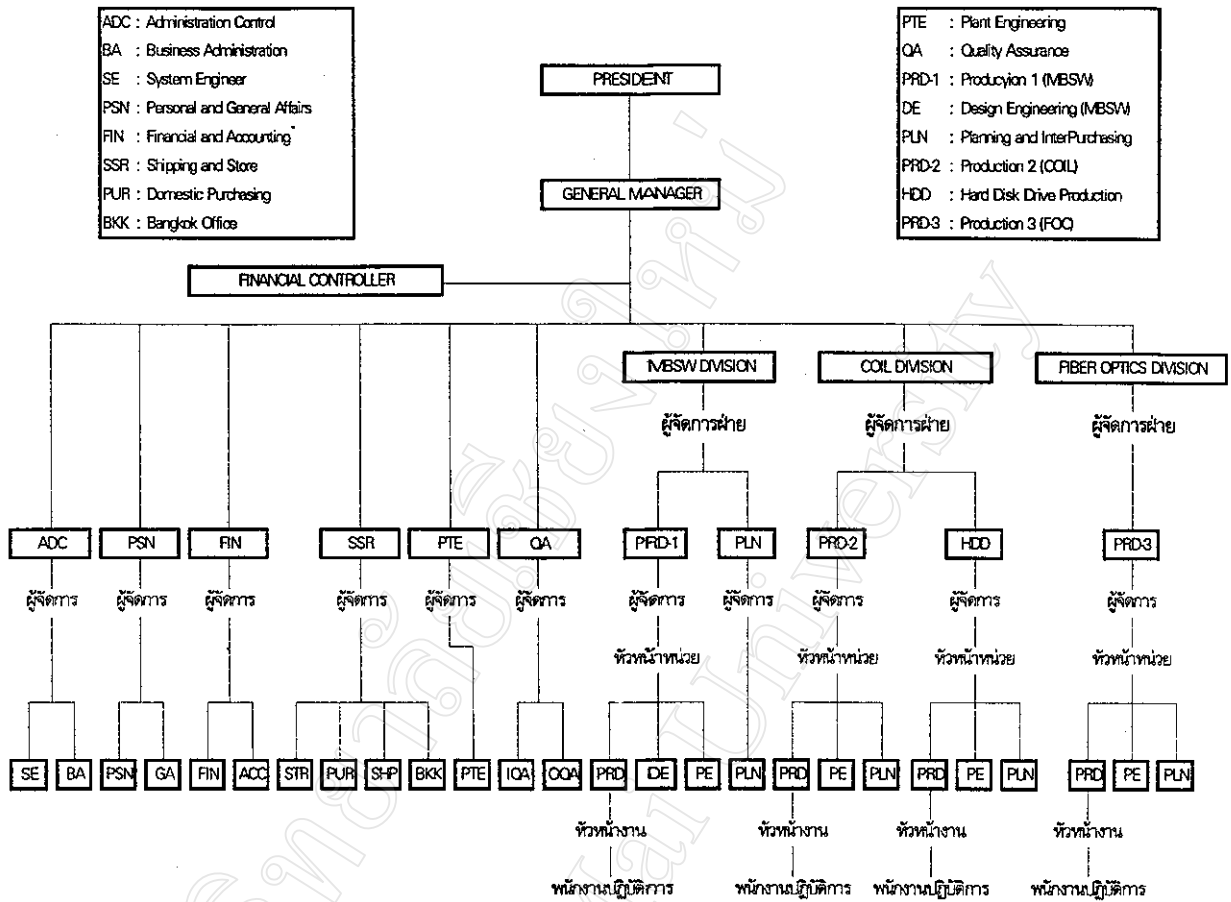 ADC : Administration Control
BA : Business Administration
SE : System Engineer
PSN : Personal and General Affairs
FIN : Financial and Accounting
SSR : Shipping and Store
PUR : Domestic Purchasing
BKK : Bangkok Office
PTE : Plant Engineering
QA : Quality Assurance
PRD-1 : Producyion 1 (MBSW)
DE : Design Engineering (MBSW)
PLN : Planning and InterPurchasing
PRD-2 : Production 2 (COIL)
HDD : Hard Disk Drive Production
PRD-3 : Production 3 (FOC)
PRESIDENT
GENERAL MANAGER
FINANCIAL CONTROLLER
MBSW DIVISION COIL DIVISION FIBER OPTICS DIVISION
ผู้จัดการฝ่าย ผู้จัดการฝ่าย ผู้จัดการฝ่าย
ADC PSN FIN SSR PTE QA PRD-1 PLN PRD-2 HDD PRD-3
ผู้จัดการ ผู้จัดการ ผู้จัดการ ผู้จัดการ ผู้จัดการ ผู้จัดการ ผู้จัดการ ผู้จัดการ ผู้จัดการ ผู้จัดการ ผู้จัดการ
หัวหน้าหน่วย หัวหน้าหน่วย หัวหน้าหน่วย หัวหน้าหน่วย
SE BA PSN GA FIN ACC STR PUR SHP BKK PTE IQA OQA PRD DE PE PLN PRD PE PLN PRD PE PLN PRD PE PLN
หัวหน้างาน หัวหน้างาน หัวหน้างาน หัวหน้างาน
พนักงานปฏิบัติการ พนักงานปฏิบัติการ พนักงานปฏิบัติการ พนักงานปฏิบัติการ
วิทยาลัยเชียงใหม่
Mai University